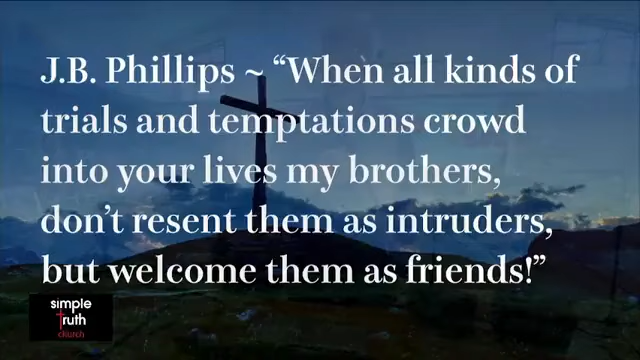 J.B. Phillips ~ “When all kinds of
trials and temptations crowd
into your lives my brothers,
don’t resent them as intruders,
but welcome them as friends!”
simple
truth
church